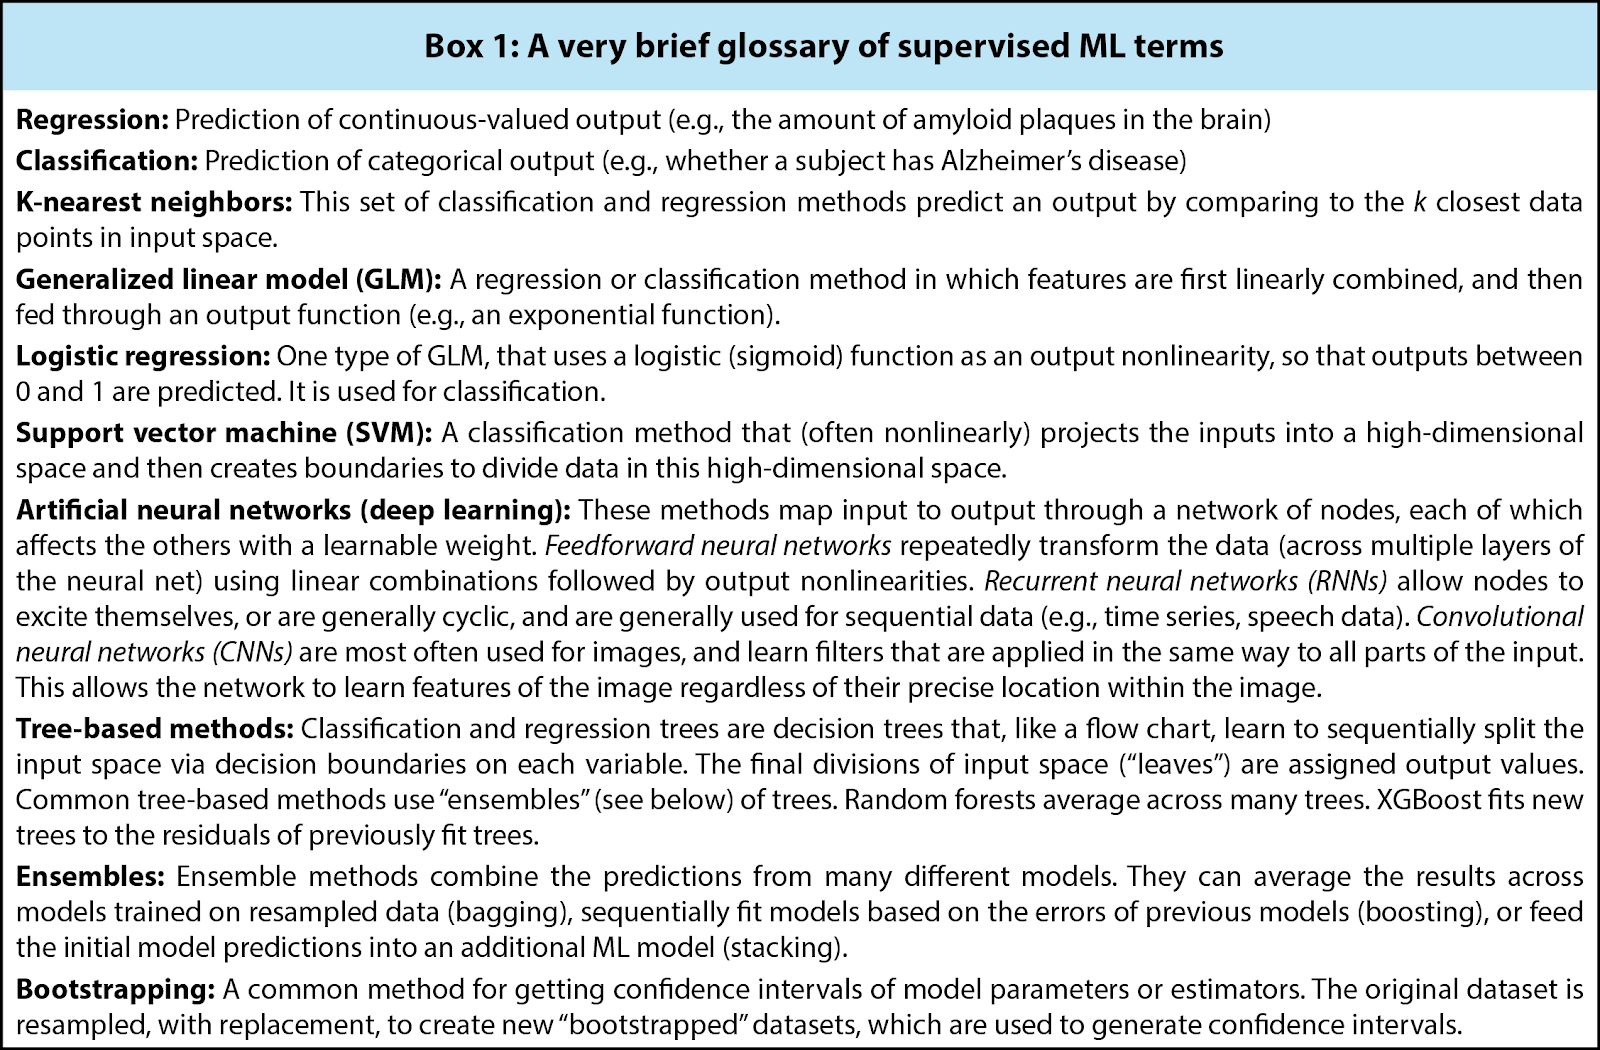 Box 1: A very brief glossary of supervised ML terms
Regression: Prediction of continuous-valued output (e.g., the amount of amyloid plaques in the brain)
Classification: Prediction of categorical output (e.g., whether a subject has Alzheimer’s disease)
K-nearest neighbors: This set of classification and regression methods predict an output by comparing to the k closest data
points in input space.
Generalized linear model (GLM): A regression or classification method in which features are first linearly combined, and then
fed through an output function (e.g., an exponential function).
Logistic regression: One type of GLM, that uses a logistic (sigmoid) function as an output nonlinearity, so that outputs between
0 and 1 are predicted. It is used for classification.
Support vector machine (SVM): A classification method that (often nonlinearly) projects the inputs into a high-dimensional
space and then creates boundaries to divide data in this high-dimensional space.
Artificial neural networks (deep learning): These methods map input to output through a network of nodes, each of which
affects the others with a learnable weight. Feedforward neural networks repeatedly transform the data (across multiple layers of
the neural net) using linear combinations followed by output nonlinearities. Recurrent neural networks (RNNs) allow nodes to
excite themselves, or are generally cyclic, and are generally used for sequential data (e.g., time series, speech data). Convolutional
neural networks (CNNs) are most often used for images, and learn filters that are applied in the same way to all parts of the input.
This allows the network to learn features of the image regardless of their precise location within the image.
Tree-based methods: Classification and regression trees are decision trees that, like a flow chart, learn to sequentially split the
input space via decision boundaries on each variable. The final divisions of input space (“leaves”) are assigned output values.
Common tree-based methods use “ensembles” (see below) of trees. Random forests average across many trees. XGBoost fits new
trees to the residuals of previously fit trees.
Ensembles: Ensemble methods combine the predictions from many different models. They can average the results across
models trained on resampled data (bagging), sequentially fit models based on the errors of previous models (boosting), or feed
the initial model predictions into an additional ML model (stacking).
Bootstrapping: A common method for getting confidence intervals of model parameters or estimators. The original dataset is
resampled, with replacement, to create new “bootstrapped” datasets, which are used to generate confidence intervals.